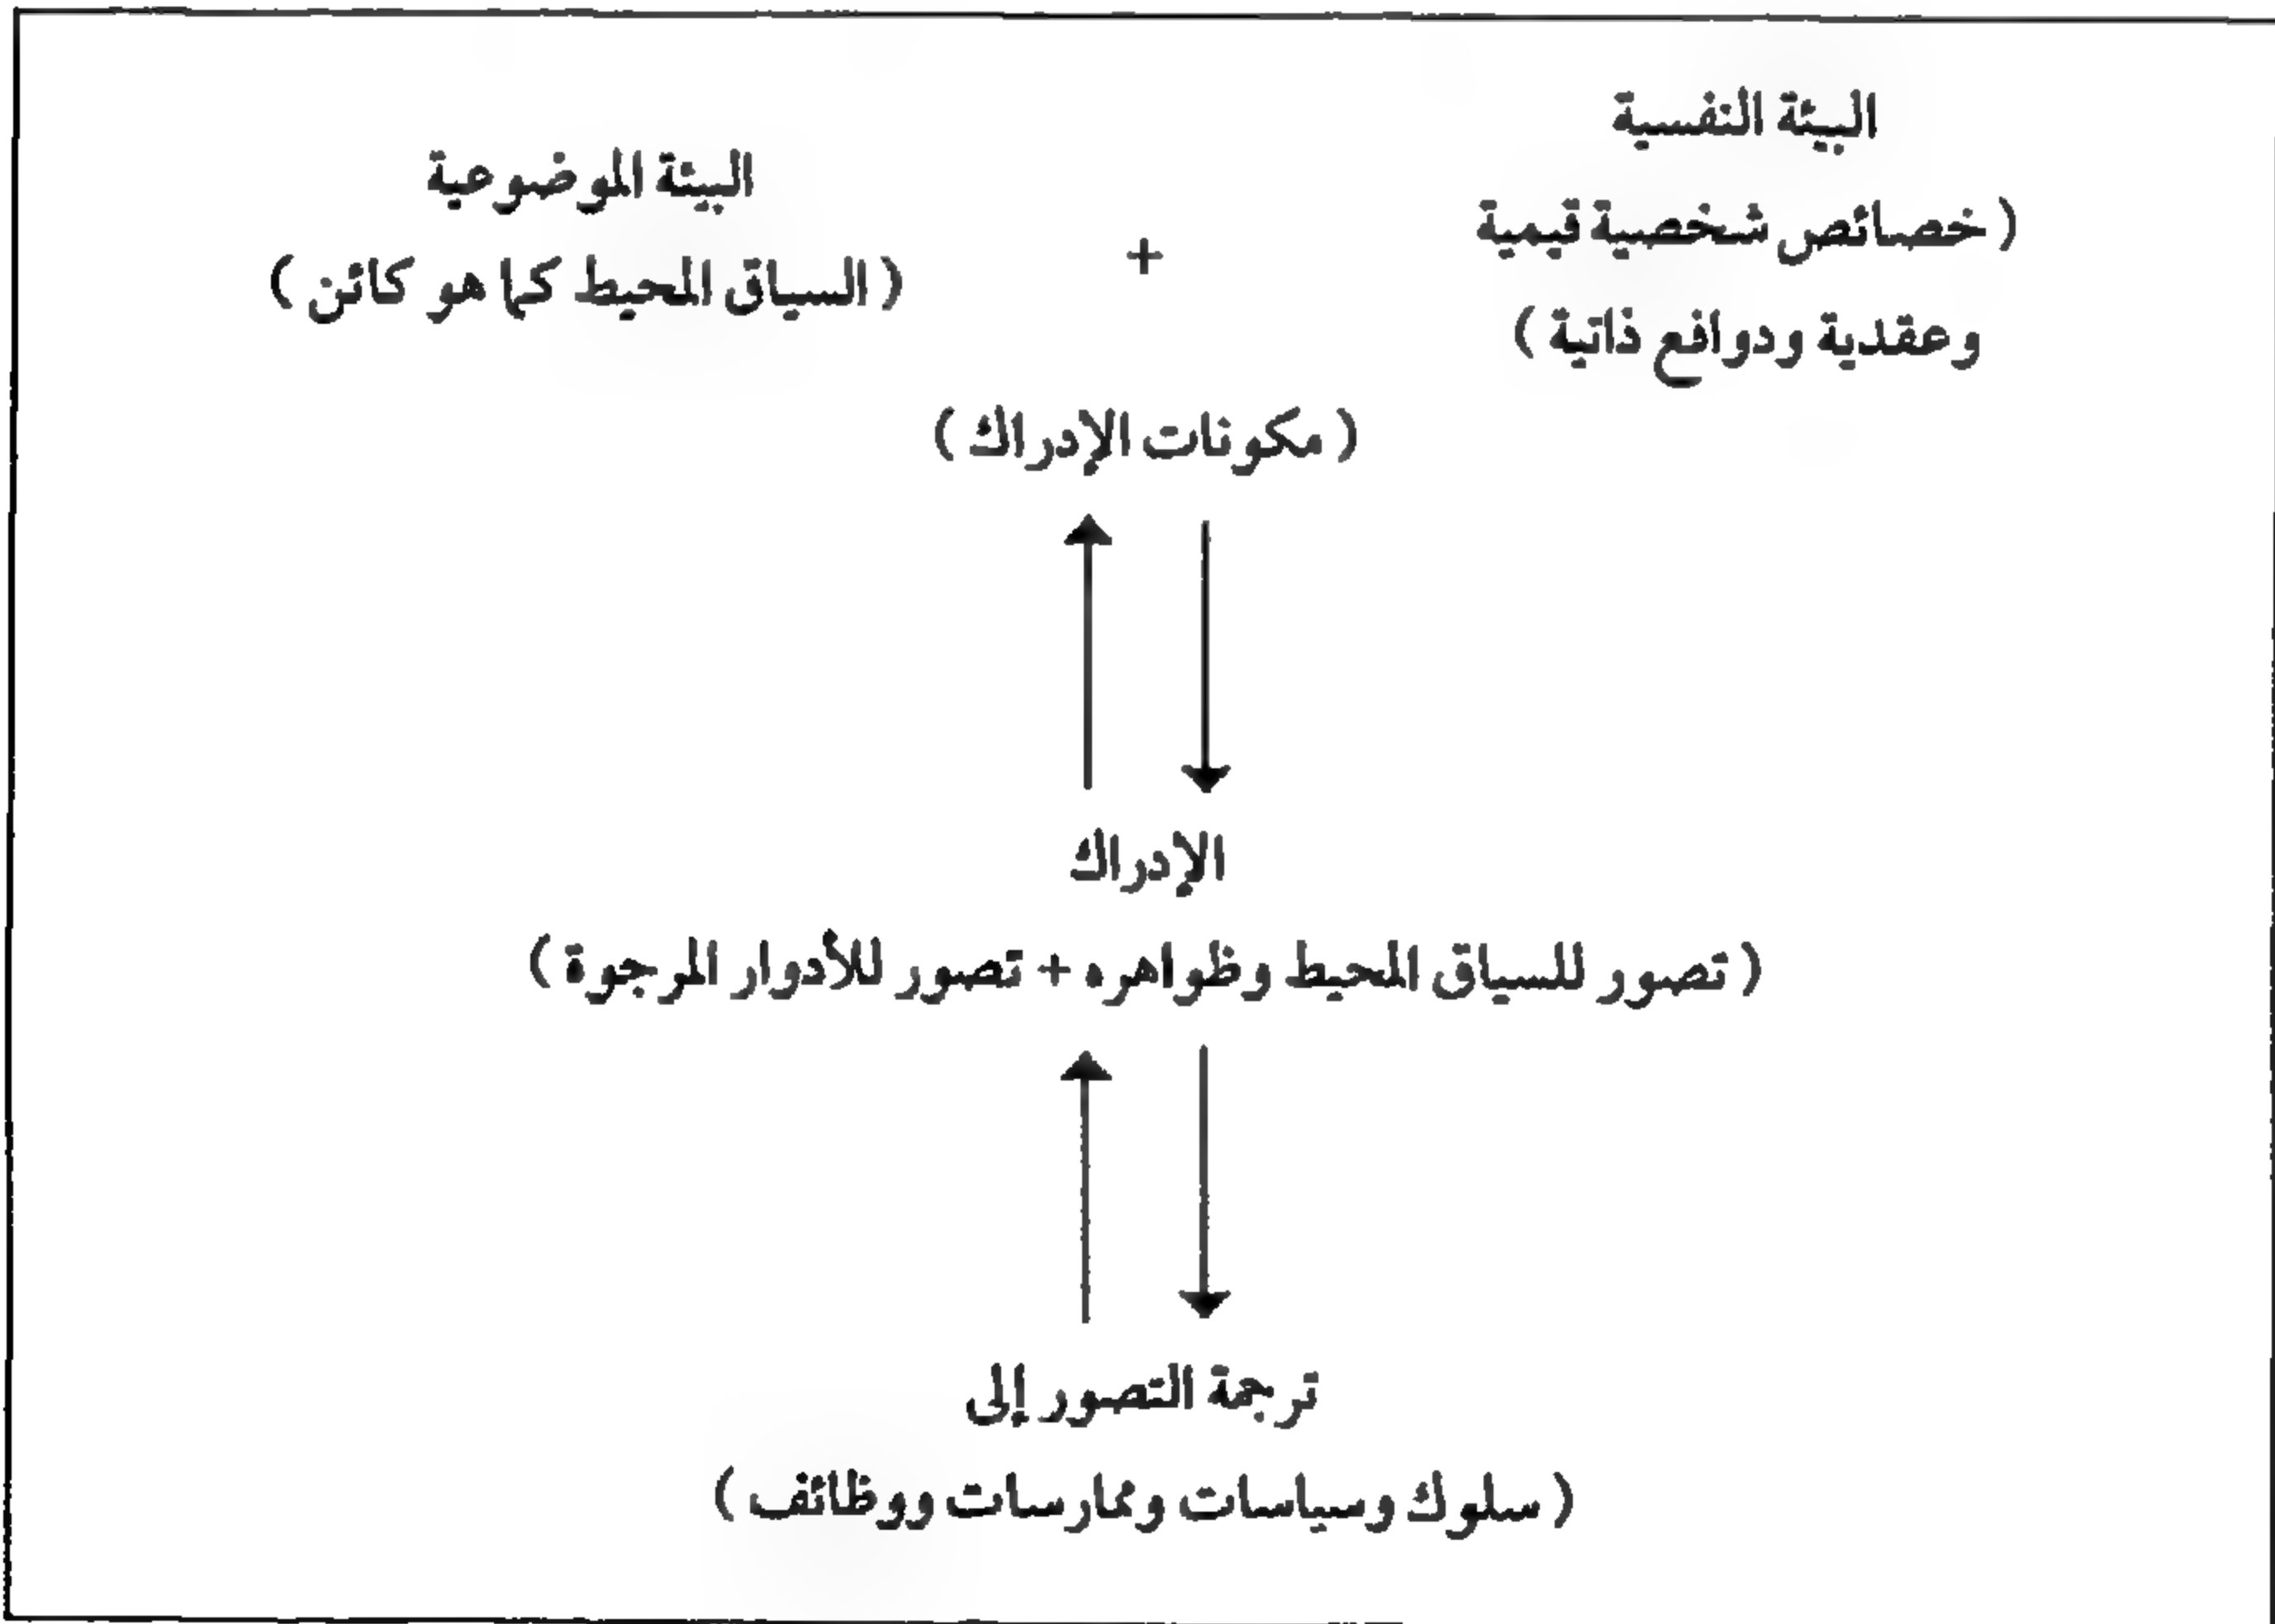 البيئة النفسية
(خصائص شخصية قيمية
وعقدية ودوافع ذاتية)
+
البيئة الموضوعية
(السياق المحيط كما هو كائن)
(مكونات الإدراك)
الإدراك
(تصور للسياق المحيط وظواهره + تصور للأدوار المرجوة)
ترجمة التصور إلى
(سلوك وسياسات وممارسات ووظائف)